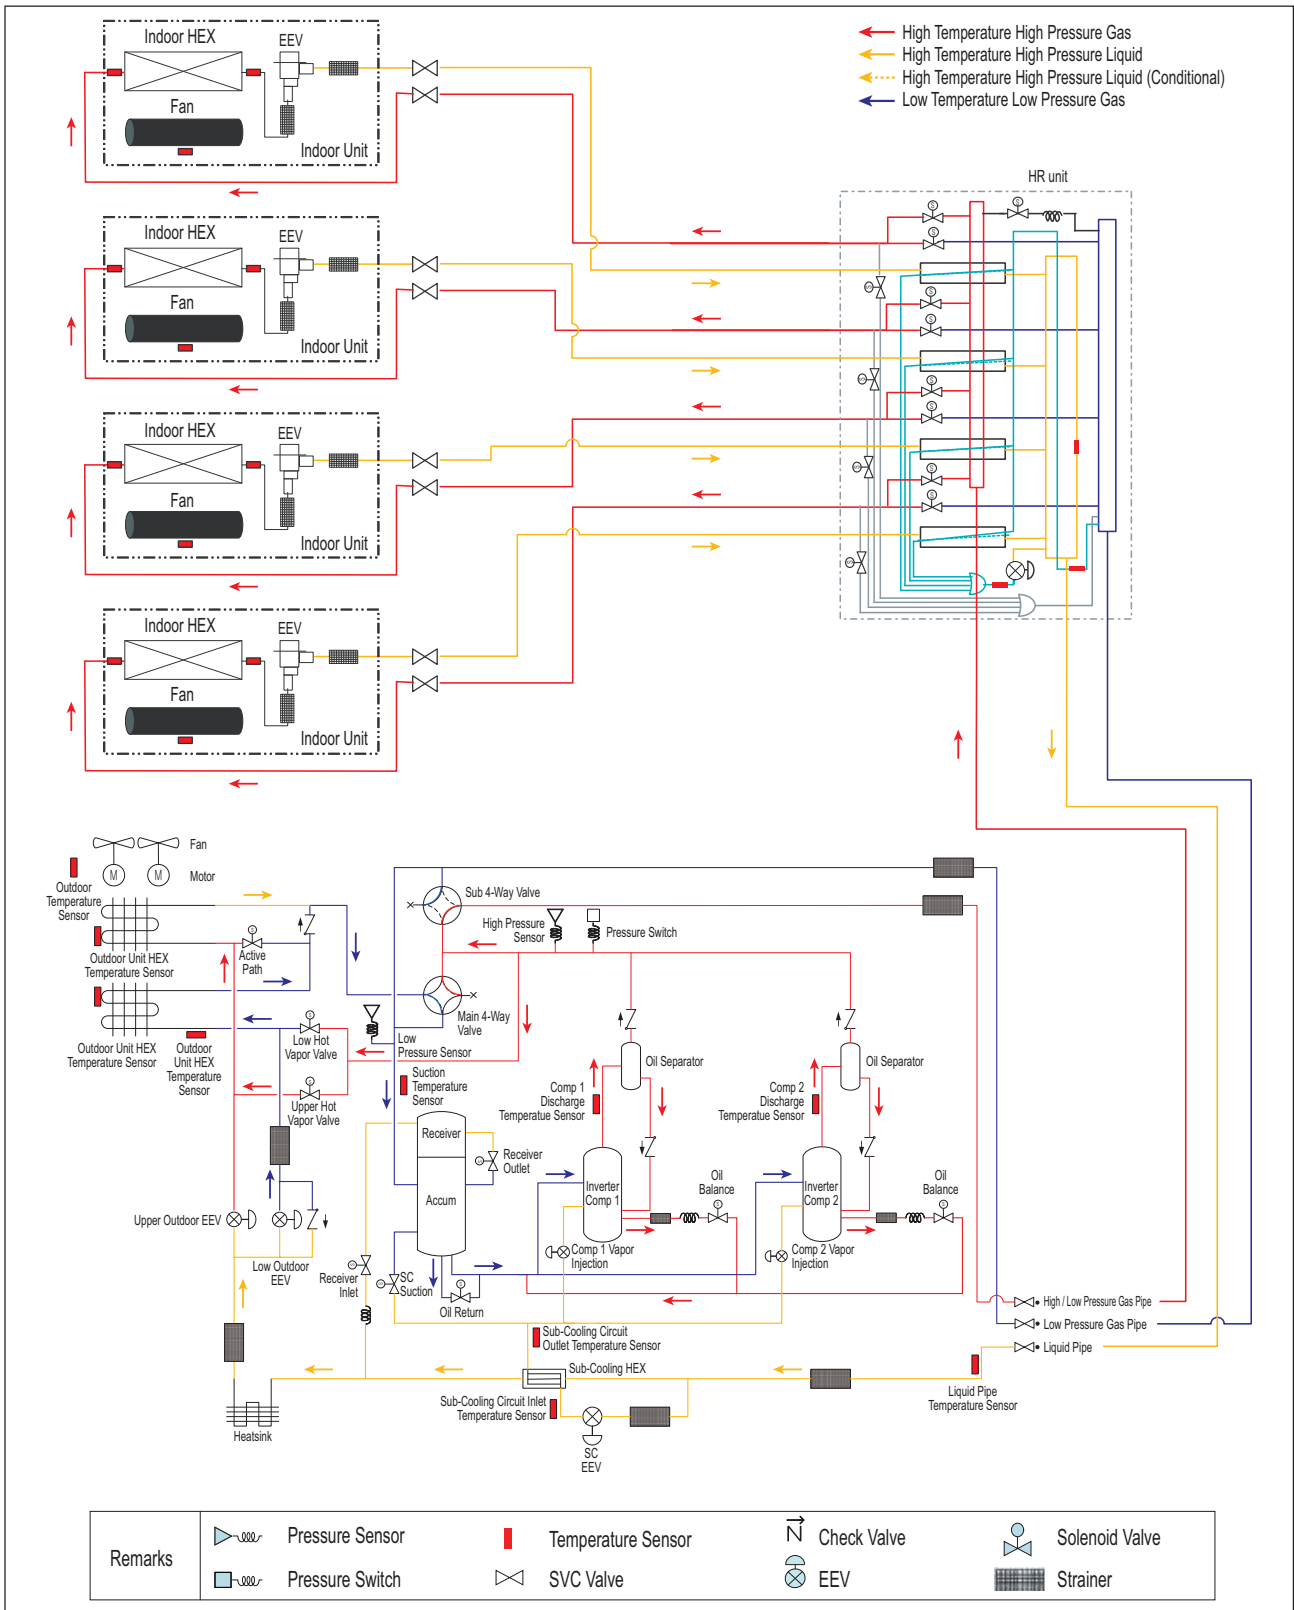 High Temperature High Pressure Gas
High Temperature High Pressure Liquid
High Temperature High Pressure Liquid (Conditional)
Low Temperature Low Pressure Gas
Indoor HEX
EEV
Fan
Indoor Unit
HR unit
S
S
S
S
S
S
S
S
S
S
S
S
S
Indoor HEX
EEV
Fan
Indoor Unit
Indoor HEX
EEV
Fan
Indoor Unit
Indoor HEX
EEV
Fan
Indoor Unit
Fan
M
M
Motor
Outdoor
Temperature
Sensor
Outdoor Unit HEX
Temperature Sensor
S
Active
Path
Sub 4-Way Valve
High Pressure
Sensor
Pressure Switch
Main 4-Way
Valve
Outdoor Unit HEX
Temperature Sensor
Outdoor
Unit HEX
Temperature
Sensor
S
Low Hot
Vapor Valve
S
Upper Hot
Vapor Valve
Low
Pressure Sensor
Suction
Temperature
Sensor
Oil Separator
Oil Separator
Comp 1
Discharge
Temperatue Sensor
Comp 2
Discharge
Temperatue Sensor
Receiver
S
Receiver
Outlet
Accum
Inverter
Comp 1
Oil
Balance
S
Inverter
Comp 2
Oil
Balance
S
Upper Outdoor EEV
Low Outdoor
EEV
S
Receiver
Inlet
S
SC
Suction
S
Oil Return
Comp 1 Vapor
Injection
Comp 2 Vapor
Injection
High / Low Pressure Gas Pipe
Low Pressure Gas Pipe
Liquid Pipe
Sub-Cooling Circuit
Outlet Temperature Sensor
Sub-Cooling HEX
Sub-Cooling Circuit Inlet
Temperature Sensor
SC
EEV
Liquid Pipe
Temperature Sensor
Heatsink
Remarks
Pressure Sensor
Temperature Sensor
Check Valve
Solenoid Valve
Pressure Switch
SVC Valve
EEV
Strainer